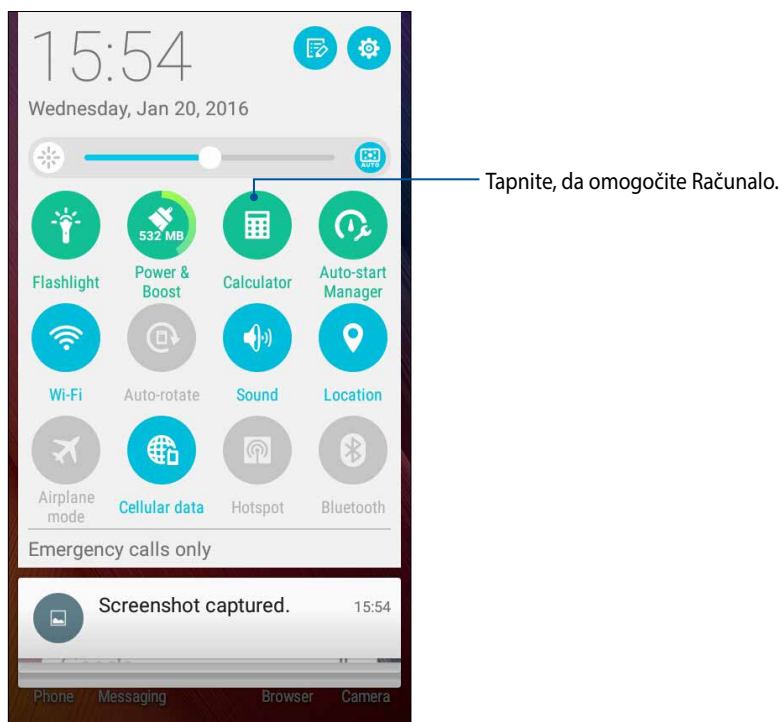 15:54
Wednesday, Jan 20, 2016
AUTO
Tapnite, da omogočite Računalo.
532 MB
Flashlight
Power & Boost
Calculator
Auto-start Manager
Wi-Fi
Auto-rotate
Sound
Location
Airplane mode
Cellular data
Hotspot
Bluetooth
Emergency calls only
Screenshot captured.
15:54
Phone
Messaging
Browser
Camera